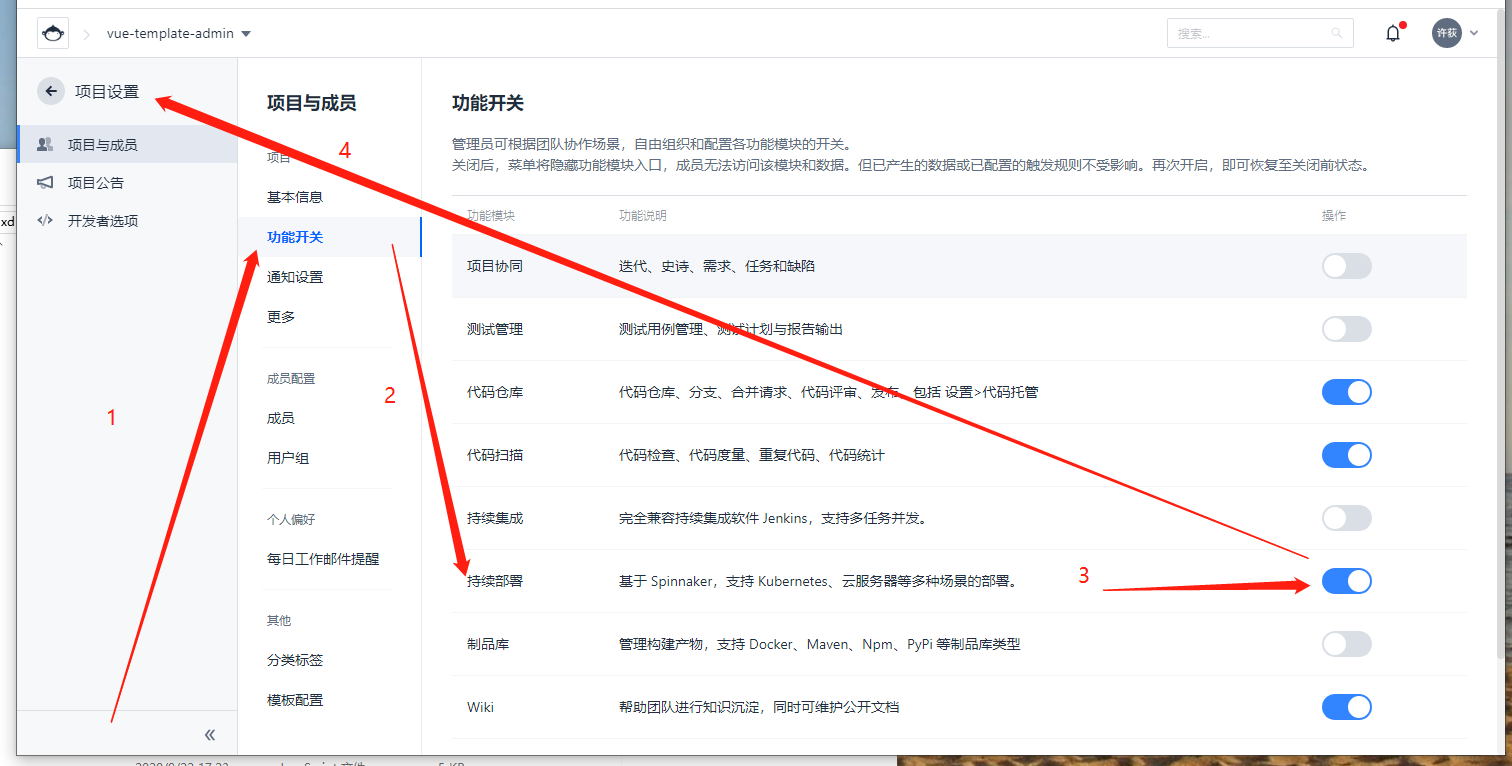 vue-template-admin
搜索...
许荻
项目设置
项目与成员
项目公告
开发者选项
xd
项目与成员
项目
基本信息
功能开关
通知设置
更多
成员配置
成员
用户组
个人偏好
每日工作邮件提醒
其他
分类标签
模板配置
功能开关
管理员可根据团队协作场景，自由组织和配置各功能模块的开关。
关闭后，菜单将隐藏功能模块入口，成员无法访问该模块和数据。但已产生的数据或已配置的触发规则不受影响。再次开启，即可恢复至关闭前状态。
功能模块 功能说明 操作
项目协同 迭代、史诗、需求、任务和缺陷
测试管理 测试用例管理、测试计划与报告输出
代码仓库 代码仓库、分支、合并请求、代码评审、发布，包括 设置>代码托管
代码扫描 代码检查、代码度量、重复代码、代码统计
持续集成 完全兼容持续集成软件 Jenkins，支持多任务并发。
持续部署 基于 Spinnaker，支持 Kubernetes、云服务器等多种场景的部署。
制品库 管理构建产物，支持 Docker、Maven、Npm、PyPi 等制品库类型
Wiki 帮助团队进行知识沉淀，同时可维护公开文档
1
2
3
4